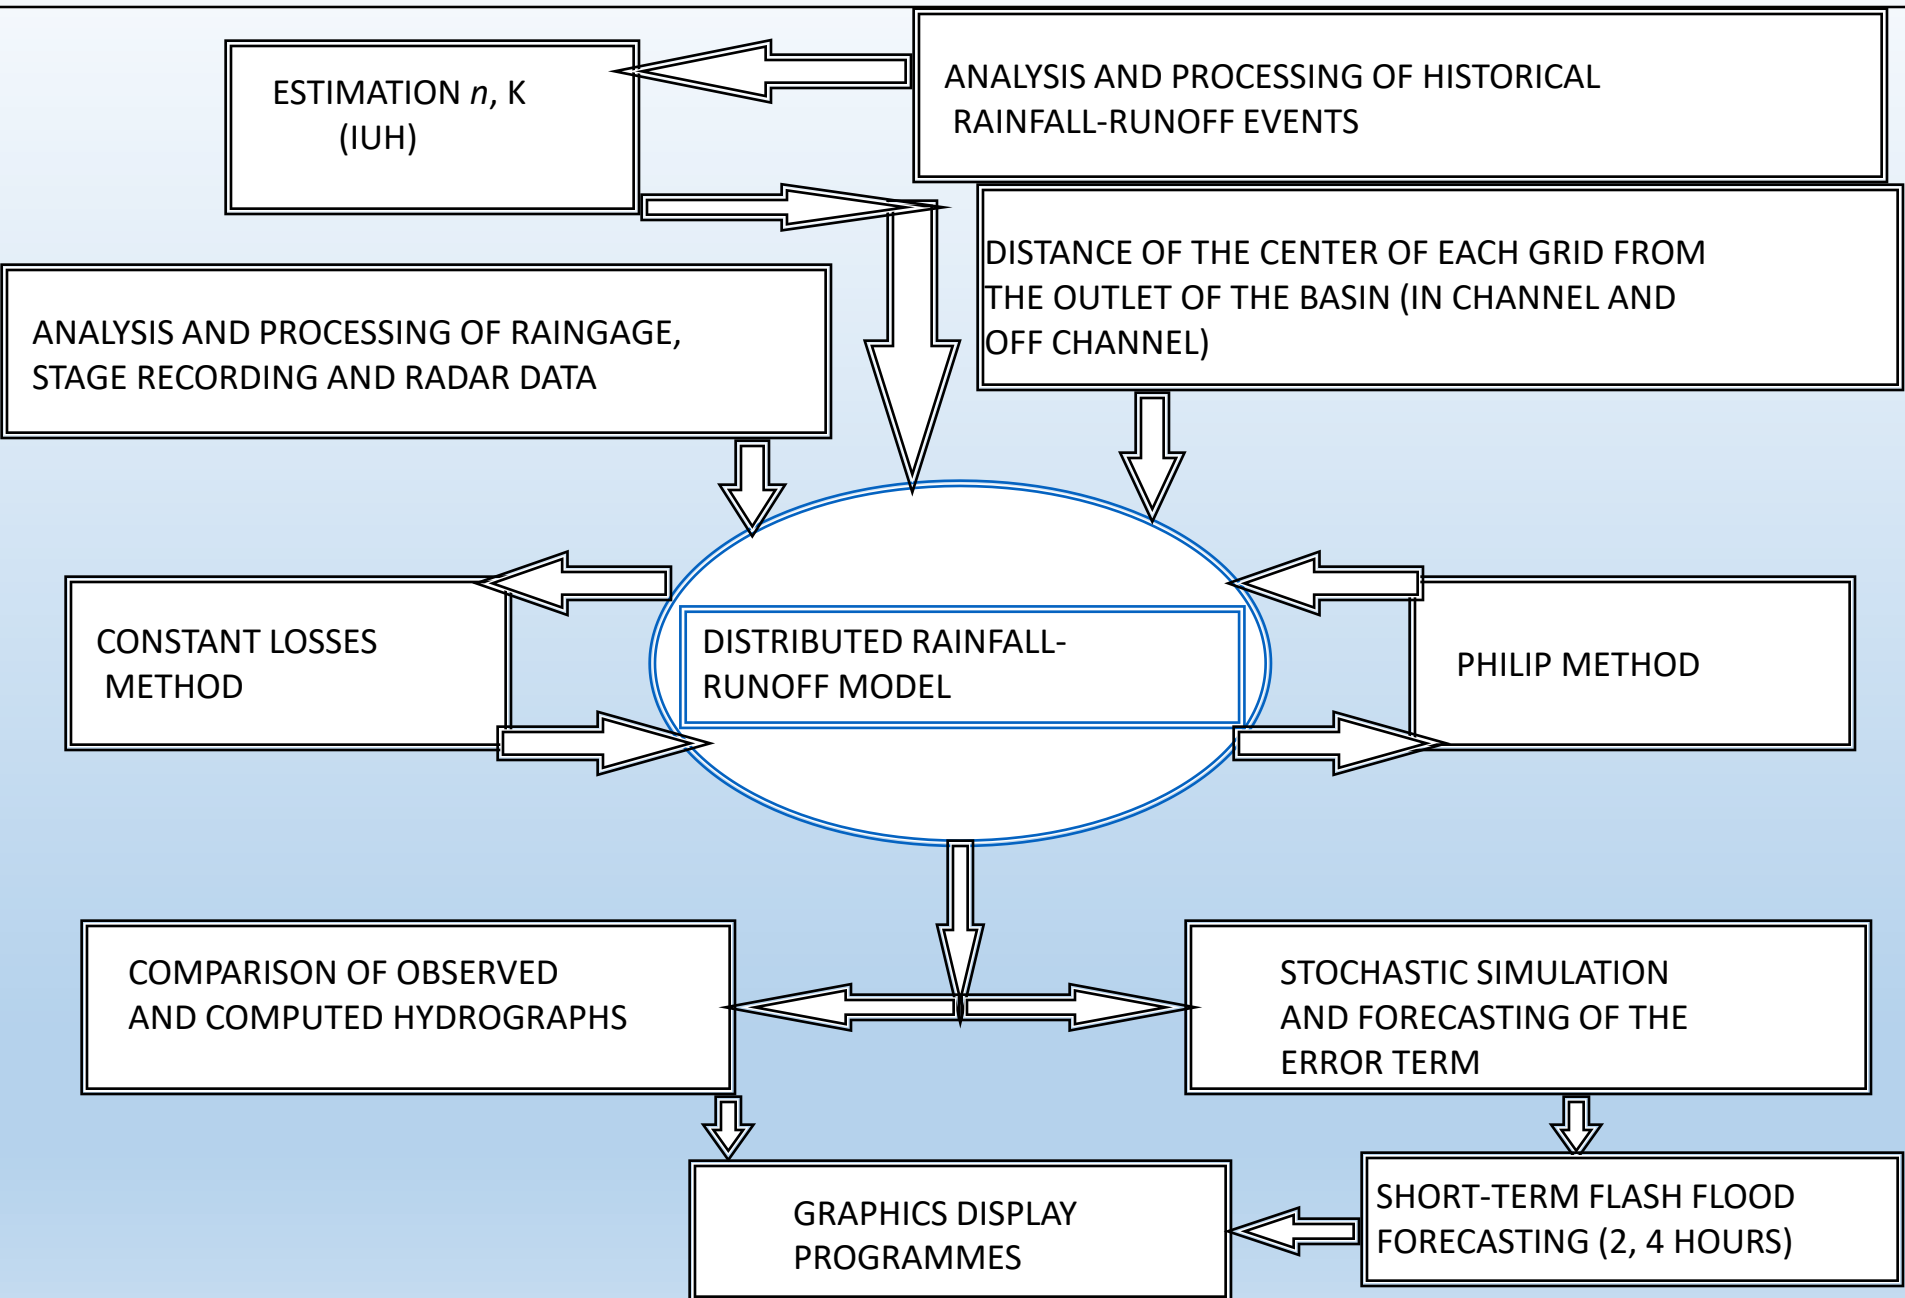 ESTIMATION n, K
(IUH)
ANALYSIS AND PROCESSING OF HISTORICAL
RAINFALL-RUNOFF EVENTS
DISTANCE OF THE CENTER OF EACH GRID FROM
THE OUTLET OF THE BASIN (IN CHANNEL AND
OFF CHANNEL)
ANALYSIS AND PROCESSING OF RAINGAGE,
STAGE RECORDING AND RADAR DATA
CONSTANT LOSSES
METHOD
DISTRIBUTED RAINFALL-
RUNOFF MODEL
PHILIP METHOD
COMPARISON OF OBSERVED
AND COMPUTED HYDROGRAPHS
STOCHASTIC SIMULATION
AND FORECASTING OF THE
ERROR TERM
GRAPHICS DISPLAY
PROGRAMMES
SHORT-TERM FLASH FLOOD
FORECASTING (2, 4 HOURS)